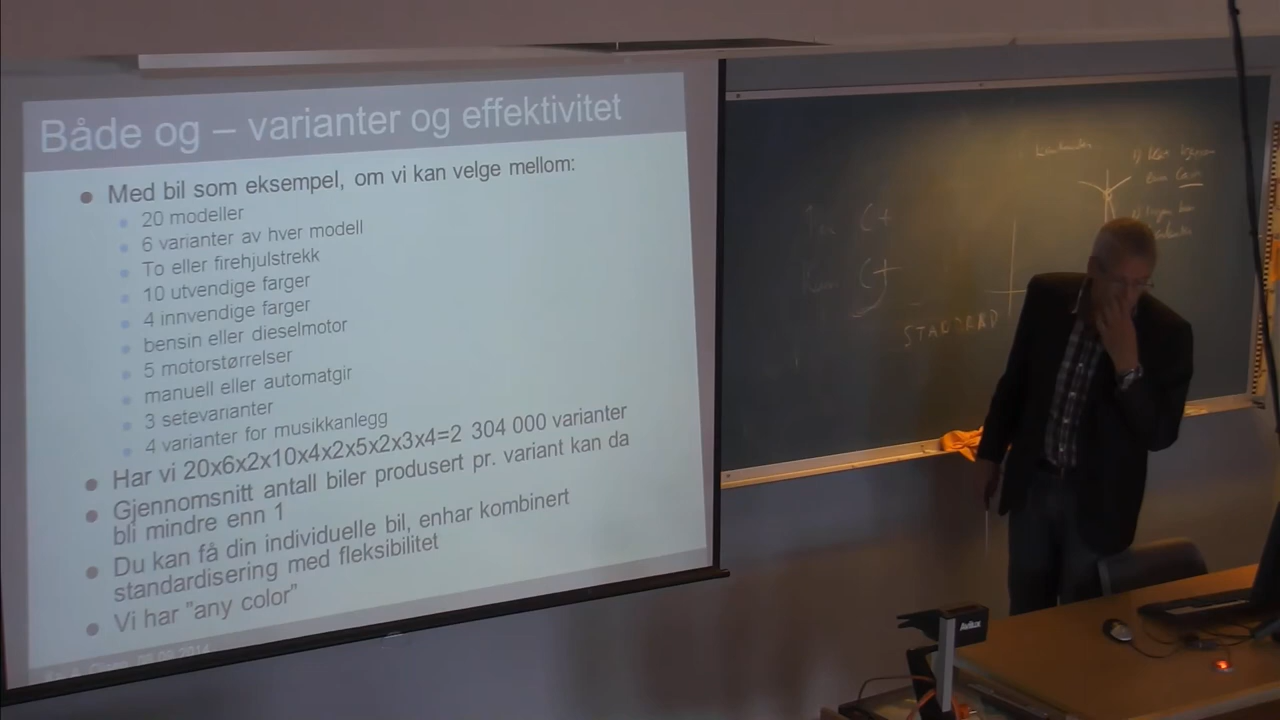 Både og – varianter og effektivitet
Med bil som eksempel, om vi kan velge mellom:
20 modeller
6 varianter av hver modell
To eller firehjulstrekk
10 utvendige farger
4 innvendige farger
bensin eller dieselmotor
5 motorstørrelser
manuell eller automatgir
3 setevarianter
4 varianter for musikkanlegg
Har vi 20x6x2x10x4x2x5x2x3x4=2 304 000 varianter
Gjennomsnitt antall biler produsert pr. variant kan da
bli mindre enn 1
Du kan få din individuelle bil, enhar kombinert
standardisering med fleksibilitet
Vi har "any color"
STANDARD